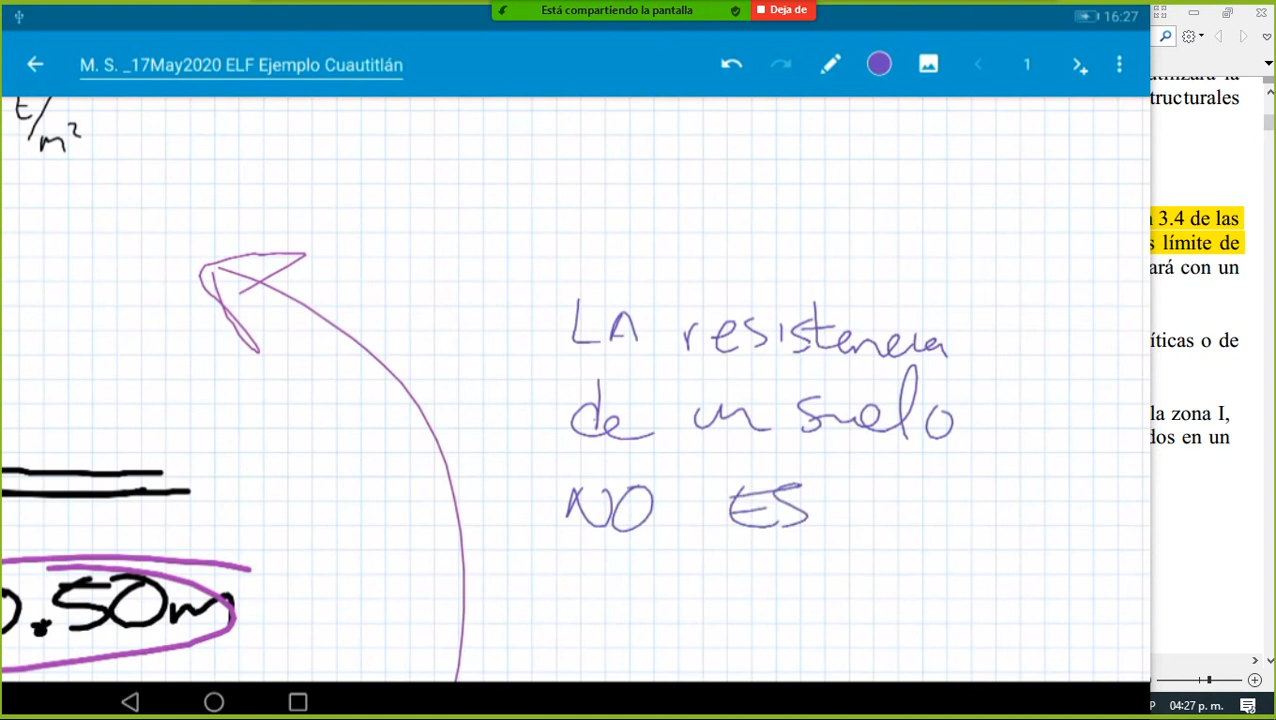 Está compartiendo la pantalla
Deja de
16:27
M. S. _17May2020 ELF Ejemplo Cuautitlán
1
t/m²
LA resistencia
de un suelo
NO ES
.50m
utilizará la
tructurales
3.4 de las
s límite de
ará con un
íticas o de
la zona I,
dos en un
04:27 p. m.